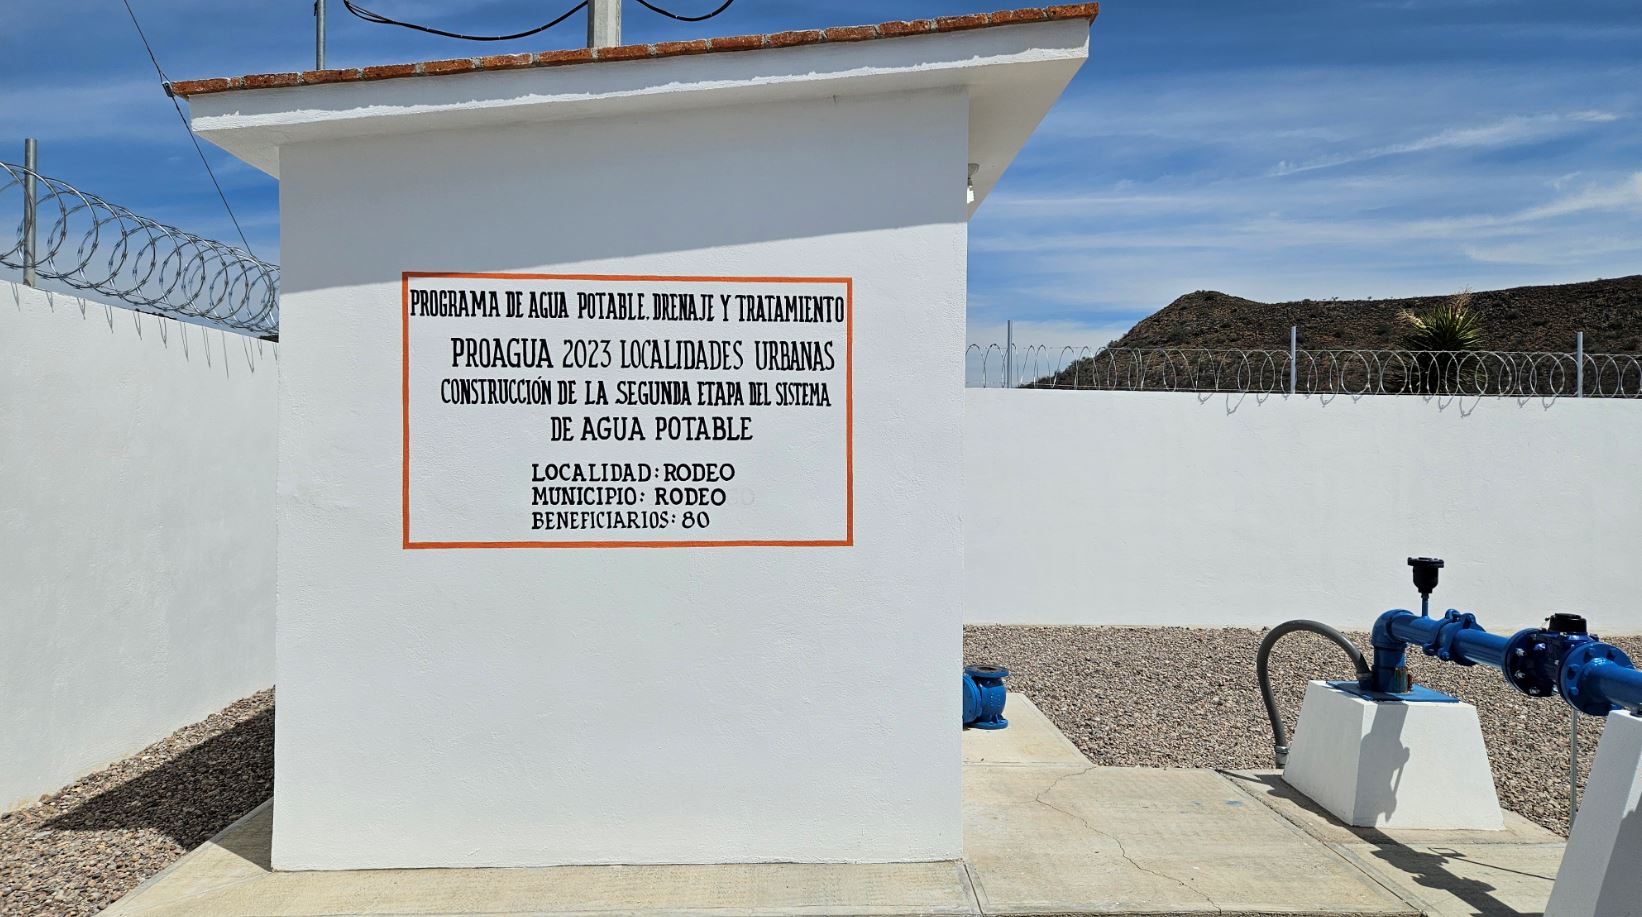 PROGRAMA DE AGUA POTABLE, DRENAJE Y TRATAMIENTO
PROAGUA 2023 LOCALIDADES URBANAS
CONSTRUCCIÓN DE LA SEGUNDA ETAPA DEL SISTEMA
DE AGUA POTABLE
LOCALIDAD: RODEO
MUNICIPIO: RODEO
BENEFICIARIOS: 80